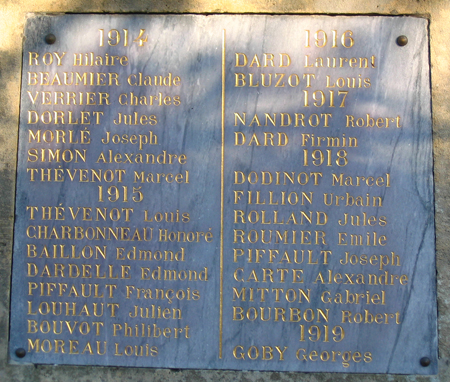 1914
ROY Hilaire
BEAUMIER Claude
VERRIER Charles
DORLET Jules
MORLÉ Joseph
SIMON Alexandre
THÉVENOT Marcel
1915
THÉVENOT Louis
CHARBONNEAU Honoré
BAILLON Edmond
DARDELLE Edmond
PIFFAULT François
LOUHAUT Julien
BOUVOT Philibert
MOREAU Louis
1916
DARD Laurent
BLUZOT Louis
1917
NANDROT Robert
DARD Firmin
1918
DODINOT Marcel
FILLION Urbain
ROLLAND Jules
ROUMIER Emile
PIFFAULT Joseph
CARTE Alexandre
MITTON Gabriel
BOURBON Robert
1919
GOBY Georges